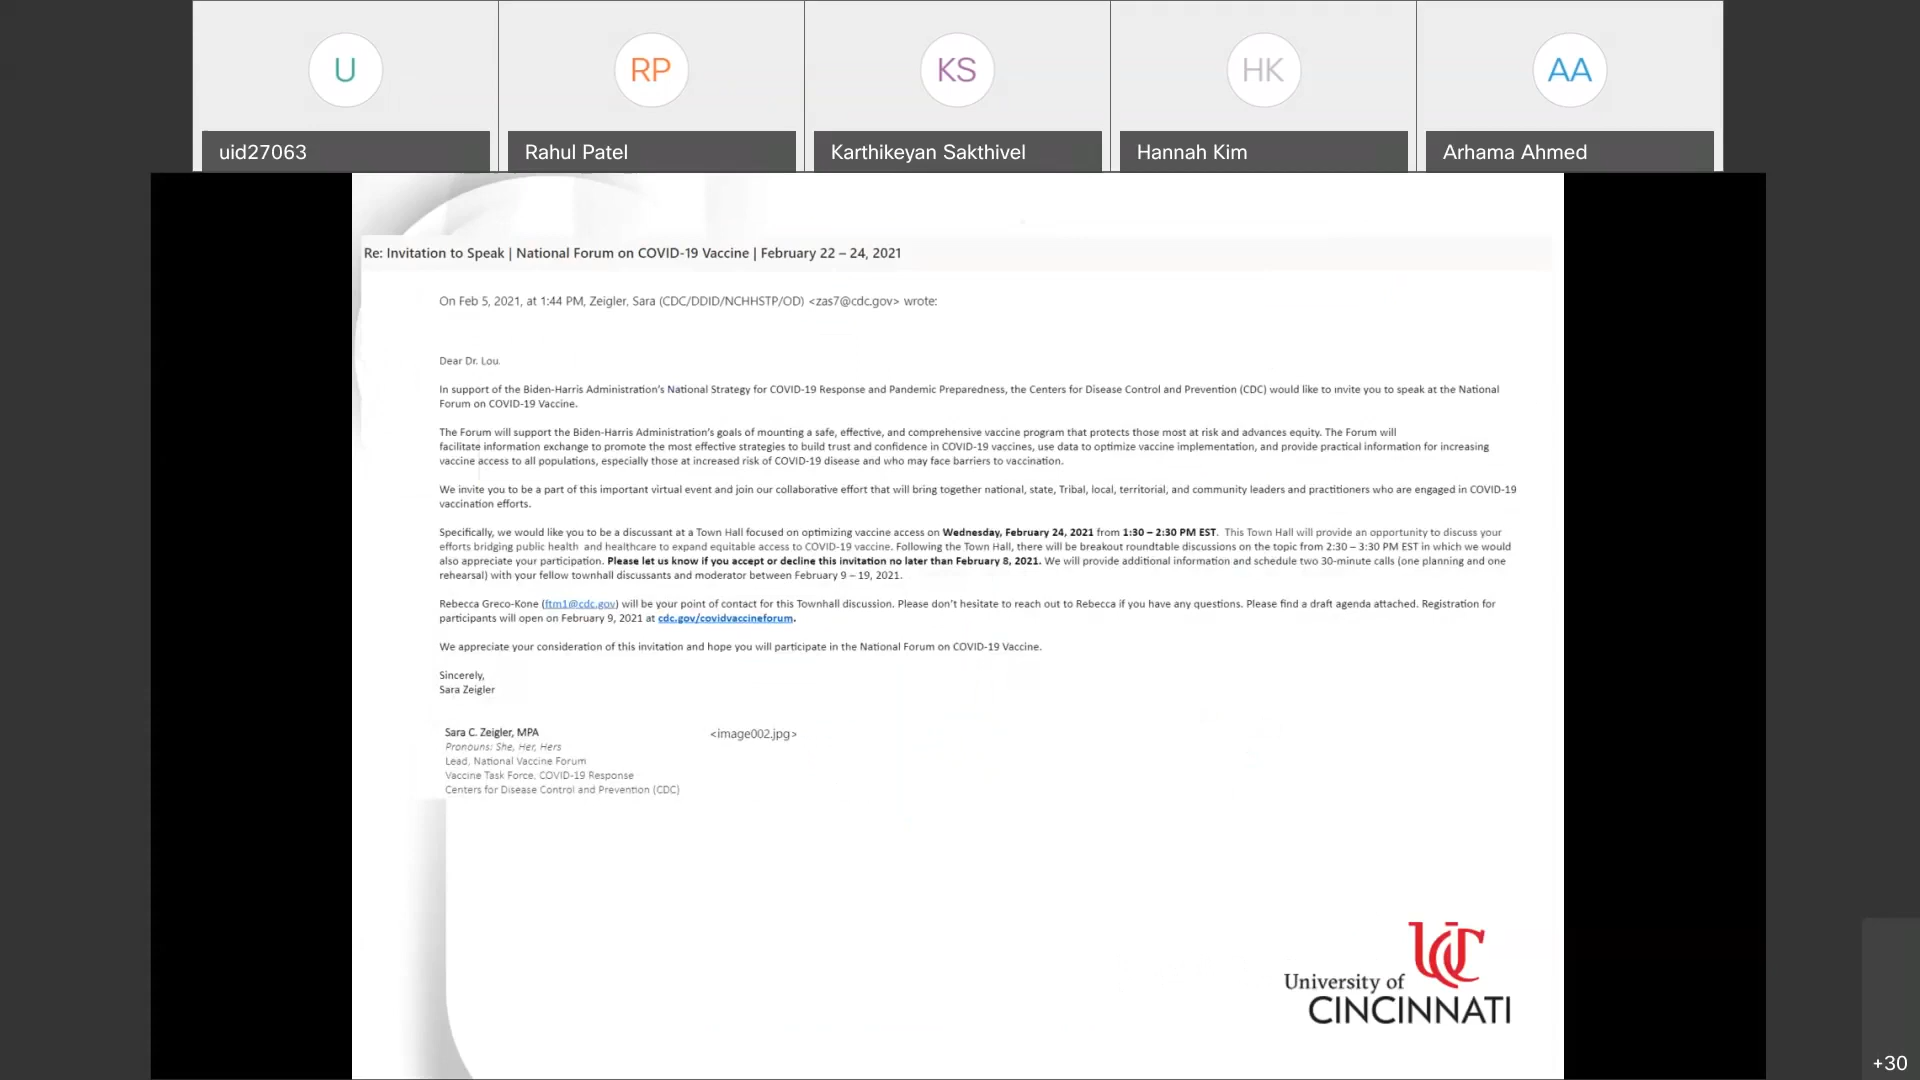 U
RP
KS
HK
AA
uid27063
Rahul Patel
Karthikeyan Sakthivel
Hannah Kim
Arhama Ahmed
Re: Invitation to Speak | National Forum on COVID-19 Vaccine | February 22 – 24, 2021
On Feb 5, 2021, at 1:44 PM, Zeigler, Sara (CDC/DDID/NCHHSTP/OD) <zas7@cdc.gov> wrote:
Dear Dr. Lou.
In support of the Biden-Harris Administration's National Strategy for COVID-19 Response and Pandemic Preparedness, the Centers for Disease Control and Prevention (CDC) would like to invite you to speak at the National
Forum on COVID-19 Vaccine.
The Forum will support the Biden-Harris Administration's goals of mounting a safe, effective, and comprehensive vaccine program that protects those most at risk and advances equity. The Forum will
facilitate information exchange to promote the most effective strategies to build trust and confidence in COVID-19 vaccines, use data to optimize vaccine implementation, and provide practical information for increasing
vaccine access to all populations, especially those at increased risk of COVID-19 disease and who may face barriers to vaccination.
We invite you to be a part of this important virtual event and join our collaborative effort that will bring together national, state, Tribal, local, territorial, and community leaders and practitioners who are engaged in COVID-19
vaccination efforts.
Specifically, we would like you to be a discussant at a Town Hall focused on optimizing vaccine access on Wednesday, February 24, 2021 from 1:30 – 2:30 PM EST. This Town Hall will provide an opportunity to discuss your
efforts bridging public health and healthcare to expand equitable access to COVID-19 vaccine. Following the Town Hall, there will be breakout roundtable discussions on the topic from 2:30 – 3:30 PM EST in which we would
also appreciate your participation. Please let us know if you accept or decline this invitation no later than February 8, 2021. We will provide additional information and schedule two 30-minute calls (one planning and one
rehearsal) with your fellow townhall discussants and moderator between February 9 – 19, 2021.
Rebecca Greco-Kone (ftm1@cdc.gov) will be your point of contact for this Townhall discussion. Please don't hesitate to reach out to Rebecca if you have any questions. Please find a draft agenda attached. Registration for
participants will open on February 9, 2021 at cdc.gov/covidvaccineforum.
We appreciate your consideration of this invitation and hope you will participate in the National Forum on COVID-19 Vaccine.
Sincerely,
Sara Zeigler
Sara C. Zeigler, MPA
<image002.jpg>
Pronouns: She, Her, Hers
Lead, National Vaccine Forum
Vaccine Task Force, COVID-19 Response
Centers for Disease Control and Prevention (CDC)
UC
University of
CINCINNATI
+30